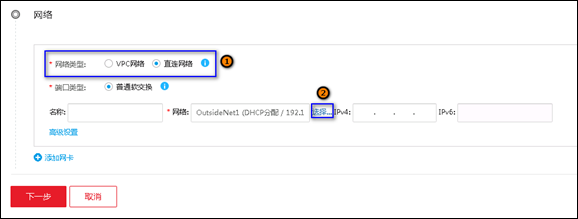 网络
* 网络类型: VPC网络 直连网络 i 1
* 端口类型: 普通软交换 i
2
名称: * 网络: OutsideNet1 (DHCP分配 / 192.1 选择... IPv4: . . . IPv6:
高级设置
添加网卡
下一步 取消